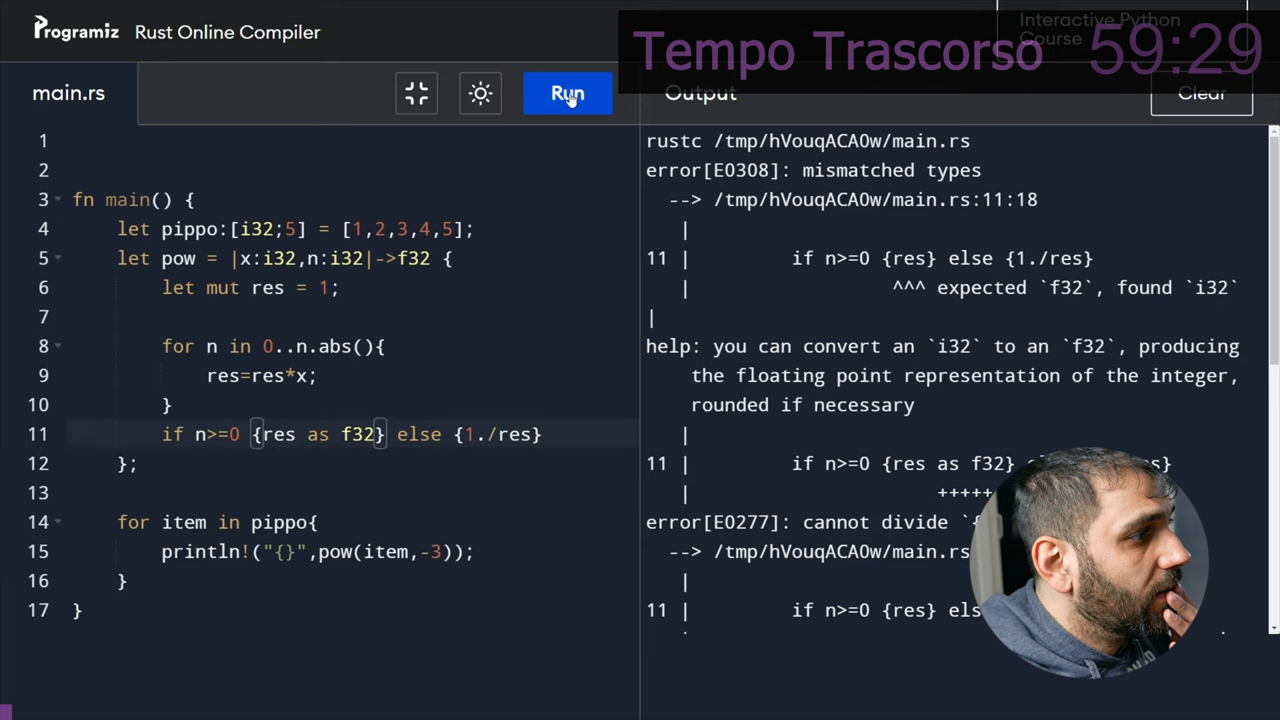 Programiz
Rust Online Compiler
Interactive Python
Course
Tempo Trascorso 59:29
main.rs
Run
Output
Clear
1
2
3 fn main() {
4 let pippo:[i32;5] = [1,2,3,4,5];
5 let pow = |x:i32,n:i32|->f32 {
6 let mut res = 1;
7
8 for n in 0..n.abs(){
9 res=res*x;
10 }
11 if n>=0 {res as f32} else {1./res}
12 };
13
14 for item in pippo{
15 println!("{}",pow(item,-3));
16 }
17 }
rustc /tmp/hVouqACA0w/main.rs
error[E0308]: mismatched types
--> /tmp/hVouqACA0w/main.rs:11:18
|
11 | if n>=0 {res} else {1./res}
| ^^^ expected `f32`, found `i32`
|
help: you can convert an `i32` to an `f32`, producing
the floating point representation of the integer,
rounded if necessary
|
11 | if n>=0 {res as f32}
| +++++
error[E0277]: cannot divide `
--> /tmp/hVouqACA0w/main.rs
|
11 | if n>=0 {res}